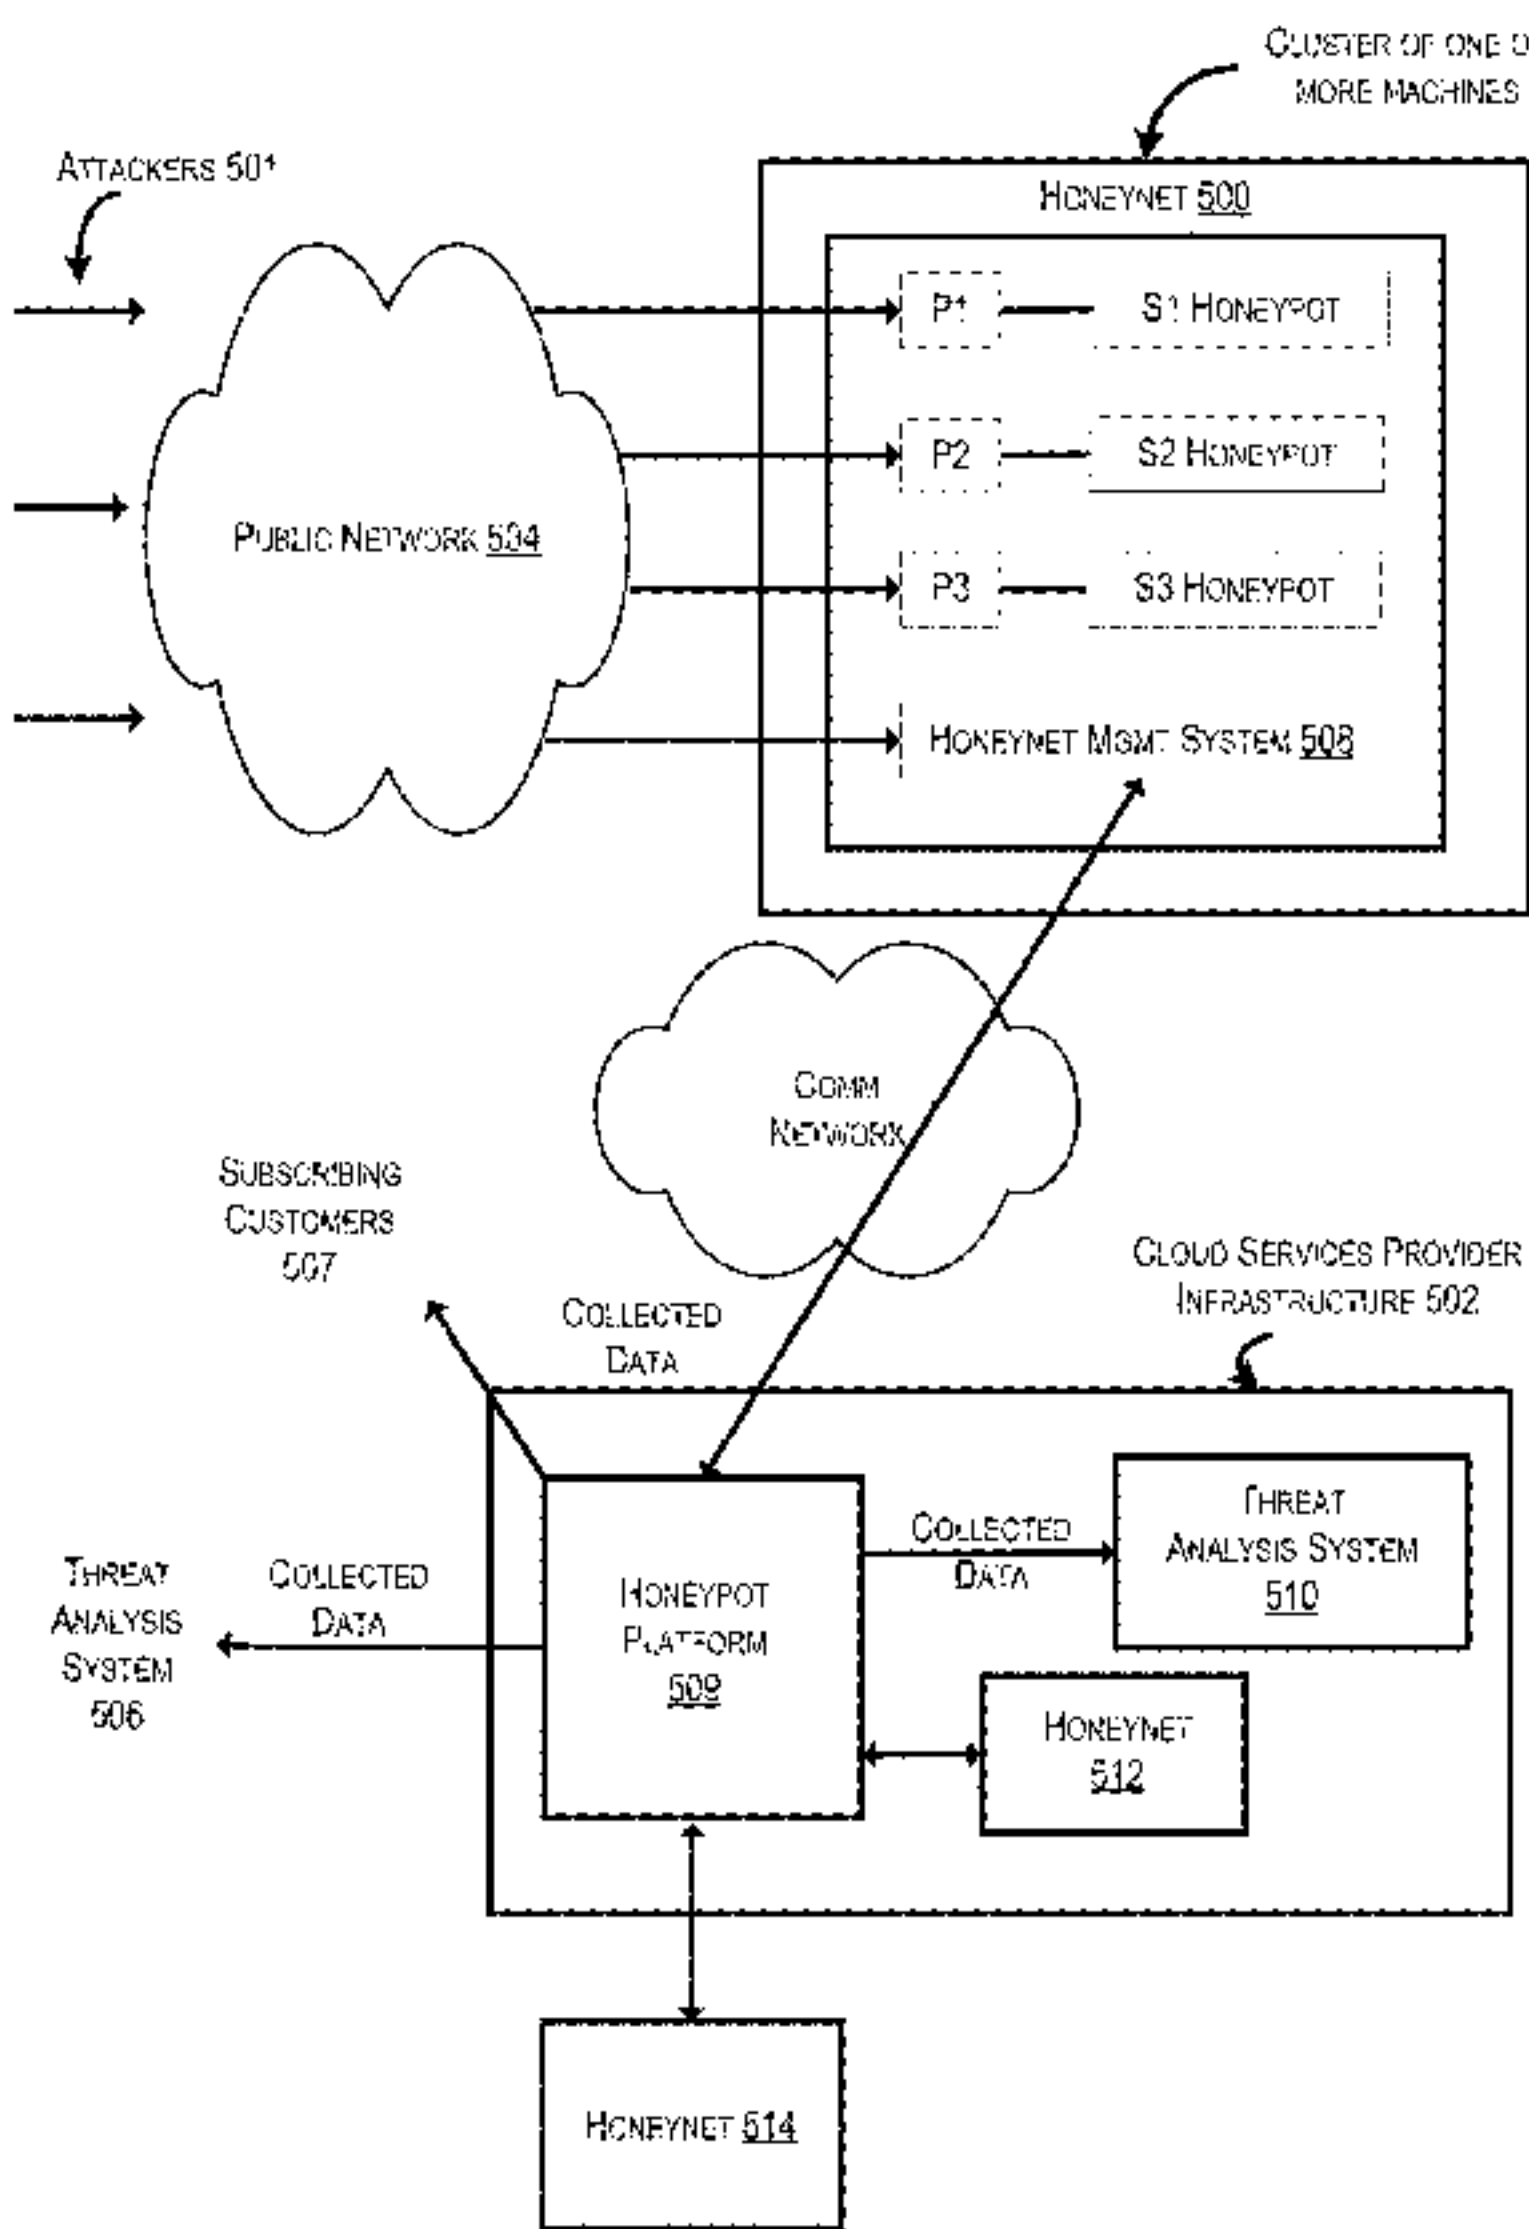 CLUSTER OF ONE O
MORE MACHINES
ATTACKERS 501
HONEYNET 500
P1
S1 HONEYPOT
P2
S2 HONEYPOT
PUBLIC NETWORK 504
P3
S3 HONEYPOT
HONEYNET MGMT SYSTEM 508
COMM
NETWORK
SUBSCRIBING
CUSTOMERS
507
CLOUD SERVICES PROVIDER
INFRASTRUCTURE 502
COLLECTED
DATA
THREAT
ANALYSIS SYSTEM
510
COLLECTED
DATA
THREAT
ANALYSIS
SYSTEM
506
COLLECTED
DATA
HONEYPOT
PLATFORM
509
HONEYNET
512
HONEYNET 514